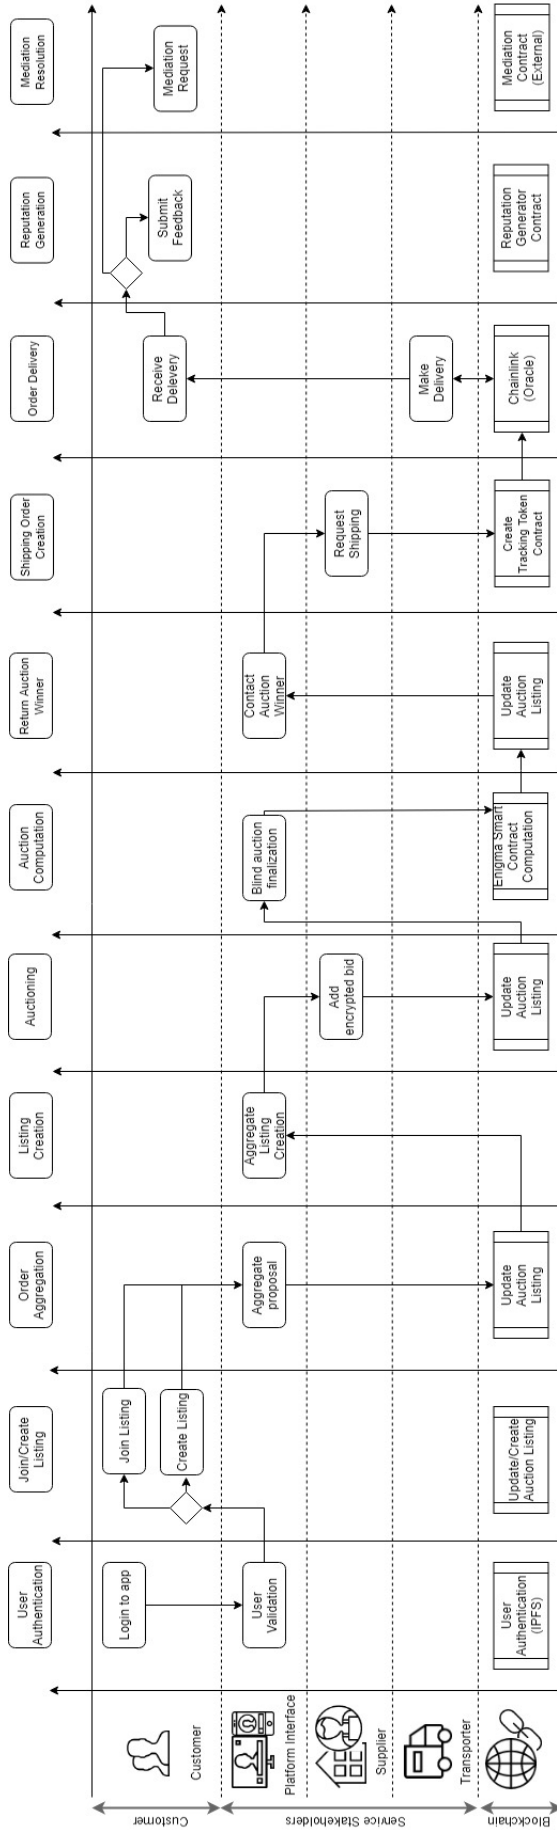 User
Authentication
Join/Create
Listing
Order
Aggregation
Listing
Creation
Auctioning
Auction
Computation
Return Auction
Winner
Shipping Order
Creation
Order Delivery
Reputation
Generation
Mediation
Resolution
Customer
Customer
Login to app
Join Listing
Create Listing
Receive
Delevery
Submit
Feedback
Mediation
Request
Service Stakeholders
Platform Interface
User
Validation
Aggregate
proposal
Aggregate
Listing
Creation
Blind auction
finalization
Contact
Auction
Winner
Supplier
Add
encrypted bid
Request
Shipping
Transporter
Make
Delivery
Blockchain
User
Authentication
(IPFS)
Update/Create
Auction Listing
Update
Auction
Listing
Update
Auction
Listing
Enigma Smart
Contract
Computation
Update
Auction
Listing
Create
Tracking Token
Contract
Chainlink
(Oracle)
Reputation
Generator
Contract
Mediation
Contract
(External)